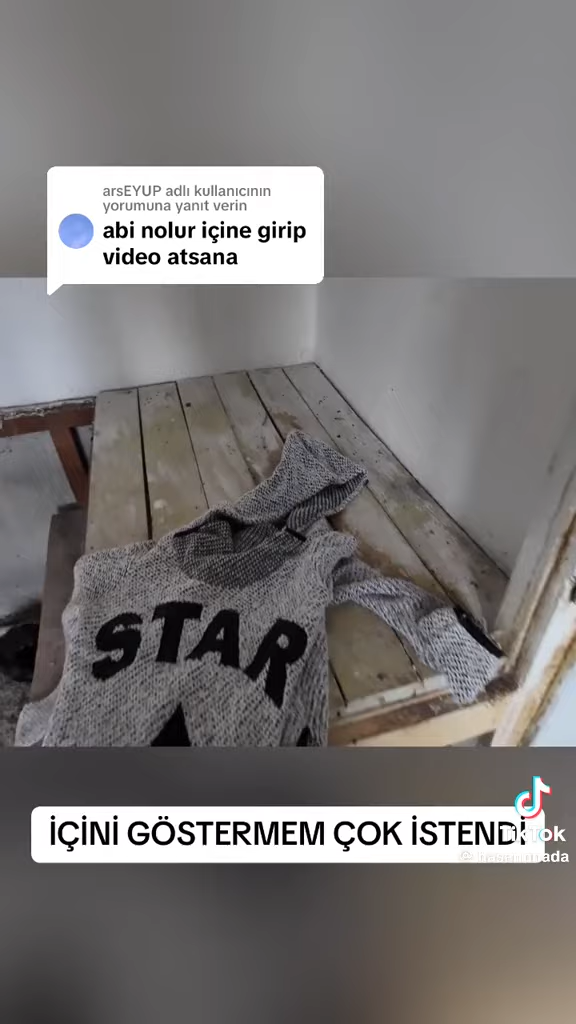 arsEYUP adlı kullanıcının
yorumuna yanıt verin
abi nolur içine girip
video atsana
STAR
İÇİNİ GÖSTERMEM ÇOK İSTENDİ
TikTok